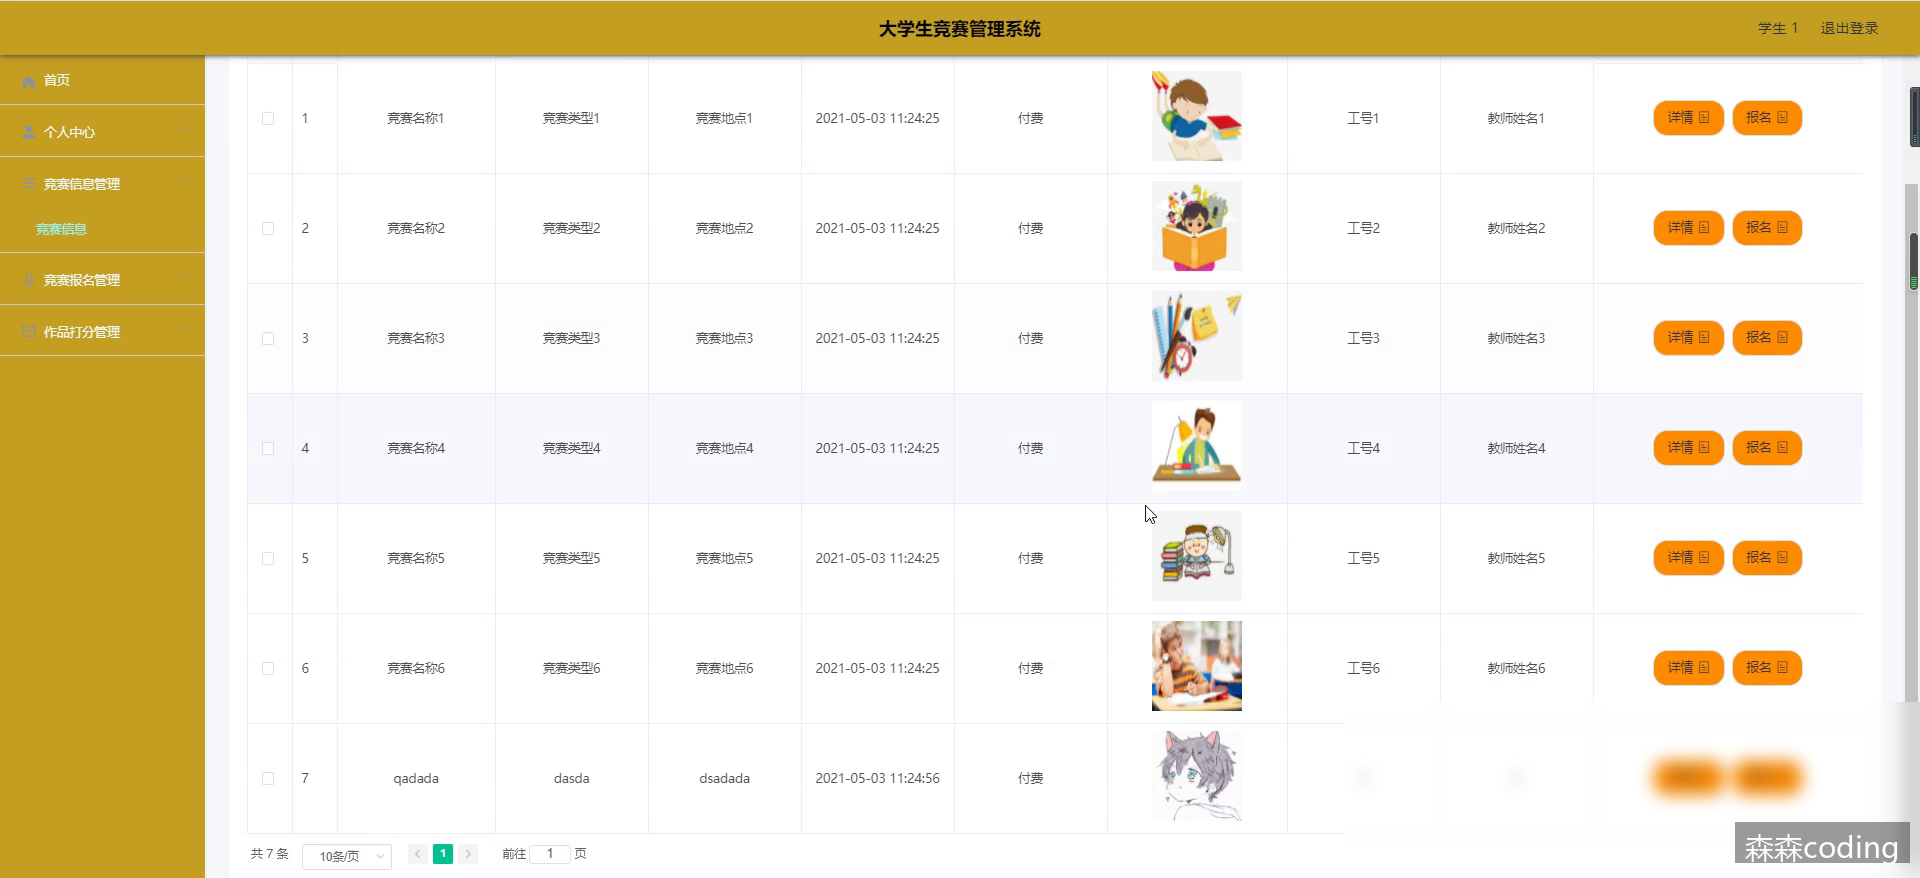 大学生竞赛管理系统
学生 1 退出登录
首页
个人中心
竞赛信息管理
竞赛信息
竞赛报名管理
作品打分管理
1 竞赛名称1 竞赛类型1 竞赛地点1 2021-05-03 11:24:25 付费 工号1 教师姓名1 详情 报名
2 竞赛名称2 竞赛类型2 竞赛地点2 2021-05-03 11:24:25 付费 工号2 教师姓名2 详情 报名
3 竞赛名称3 竞赛类型3 竞赛地点3 2021-05-03 11:24:25 付费 工号3 教师姓名3 详情 报名
4 竞赛名称4 竞赛类型4 竞赛地点4 2021-05-03 11:24:25 付费 工号4 教师姓名4 详情 报名
5 竞赛名称5 竞赛类型5 竞赛地点5 2021-05-03 11:24:25 付费 工号5 教师姓名5 详情 报名
6 竞赛名称6 竞赛类型6 竞赛地点6 2021-05-03 11:24:25 付费 工号6 教师姓名6 详情 报名
7 qadada dasda dsadada 2021-05-03 11:24:56 付费
共 7 条 10条/页 1 前往 1 页
森森coding